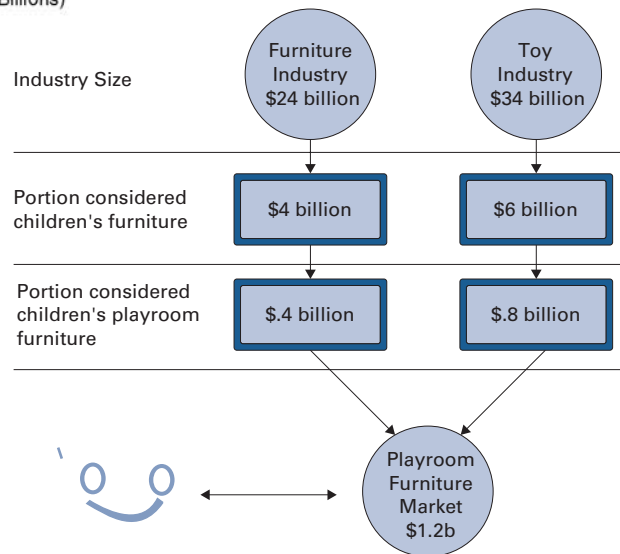 Billions)
Industry Size
Furniture
Industry
$24 billion
Toy
Industry
$34 billion
Portion considered
children's furniture
$4 billion
$6 billion
Portion considered
children's playroom
furniture
$.4 billion
$.8 billion
Playroom
Furniture
Market
$1.2b